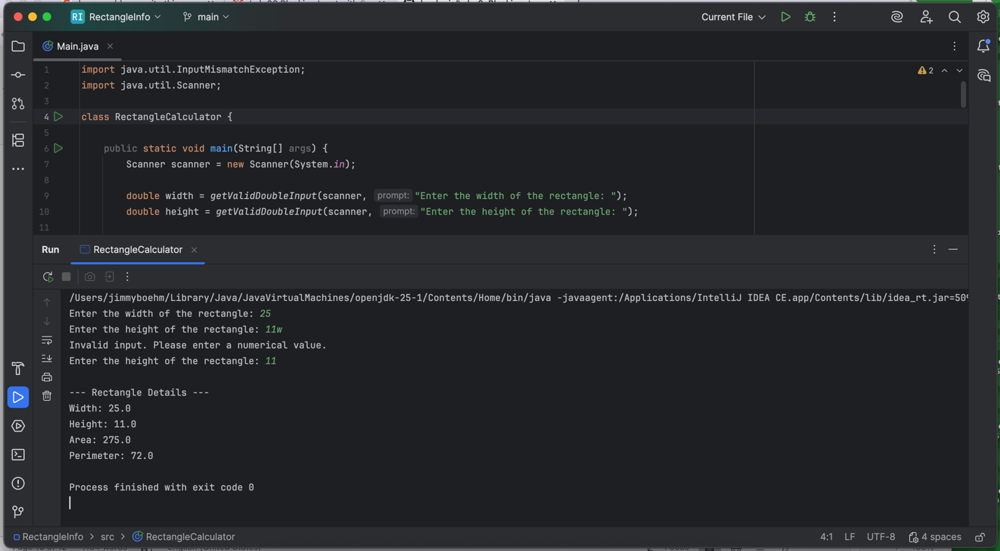 RI RectangleInfo main Current File
Main.java
1 import java.util.InputMismatchException; 2
2 import java.util.Scanner;
3
4 class RectangleCalculator {
5
6 public static void main(String[] args) {
7 Scanner scanner = new Scanner(System.in);
8
9 double width = getValidDoubleInput(scanner, prompt: "Enter the width of the rectangle: ");
10 double height = getValidDoubleInput(scanner, prompt: "Enter the height of the rectangle: ");
11
Run RectangleCalculator
/Users/jimmyboehm/Library/Java/JavaVirtualMachines/openjdk-25-1/Contents/Home/bin/java -javaagent:/Applications/IntelliJ IDEA CE.app/Contents/lib/idea_rt.jar=50
Enter the width of the rectangle: 25
Enter the height of the rectangle: 11w
Invalid input. Please enter a numerical value.
Enter the height of the rectangle: 11
--- Rectangle Details ---
Width: 25.0
Height: 11.0
Area: 275.0
Perimeter: 72.0
Process finished with exit code 0
RectangleInfo > src > RectangleCalculator 4:1 LF UTF-8 4 spaces